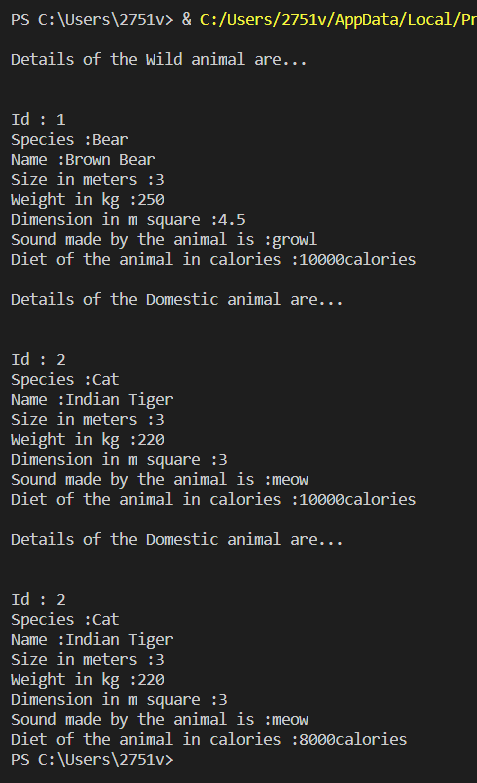 PS C:\Users\2751v> & C:/Users/2751v/AppData/Local/Pr
Details of the Wild animal are...
Id : 1
Species :Bear
Name :Brown Bear
Size in meters :3
Weight in kg :250
Dimension in m square :4.5
Sound made by the animal is :growl
Diet of the animal in calories :10000calories
Details of the Domestic animal are...
Id : 2
Species :Cat
Name :Indian Tiger
Size in meters :3
Weight in kg :220
Dimension in m square :3
Sound made by the animal is :meow
Diet of the animal in calories :10000calories
Details of the Domestic animal are...
Id : 2
Species :Cat
Name :Indian Tiger
Size in meters :3
Weight in kg :220
Dimension in m square :3
Sound made by the animal is :meow
Diet of the animal in calories :8000calories
PS C:\Users\2751v>